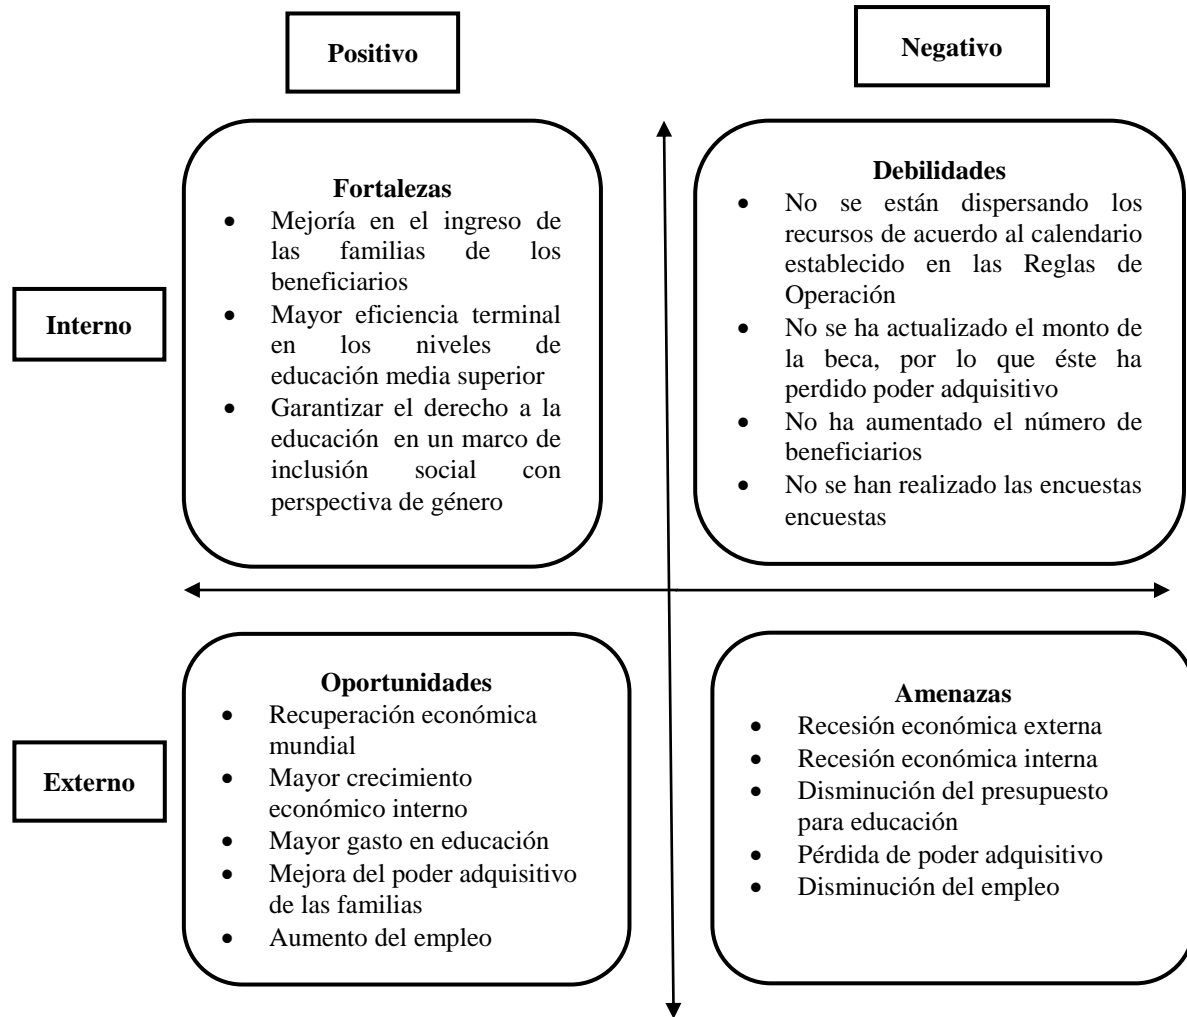 Positivo
Negativo
Interno
Fortalezas
• Mejoría en el ingreso de
las familias de los
beneficiarios
• Mayor eficiencia terminal
en los niveles de
educación media superior
• Garantizar el derecho a la
educación en un marco de
inclusión social con
perspectiva de género
Debilidades
• No se están dispersando los
recursos de acuerdo al calendario
establecido en las Reglas de
Operación
• No se ha actualizado el monto de
la beca, por lo que éste ha
perdido poder adquisitivo
• No ha aumentado el número de
beneficiarios
• No se han realizado las encuestas
encuestas
Externo
Oportunidades
• Recuperación económica
mundial
• Mayor crecimiento
económico interno
• Mayor gasto en educación
• Mejora del poder adquisitivo
de las familias
• Aumento del empleo
Amenazas
• Recesión económica externa
• Recesión económica interna
• Disminución del presupuesto
para educación
• Pérdida de poder adquisitivo
• Disminución del empleo